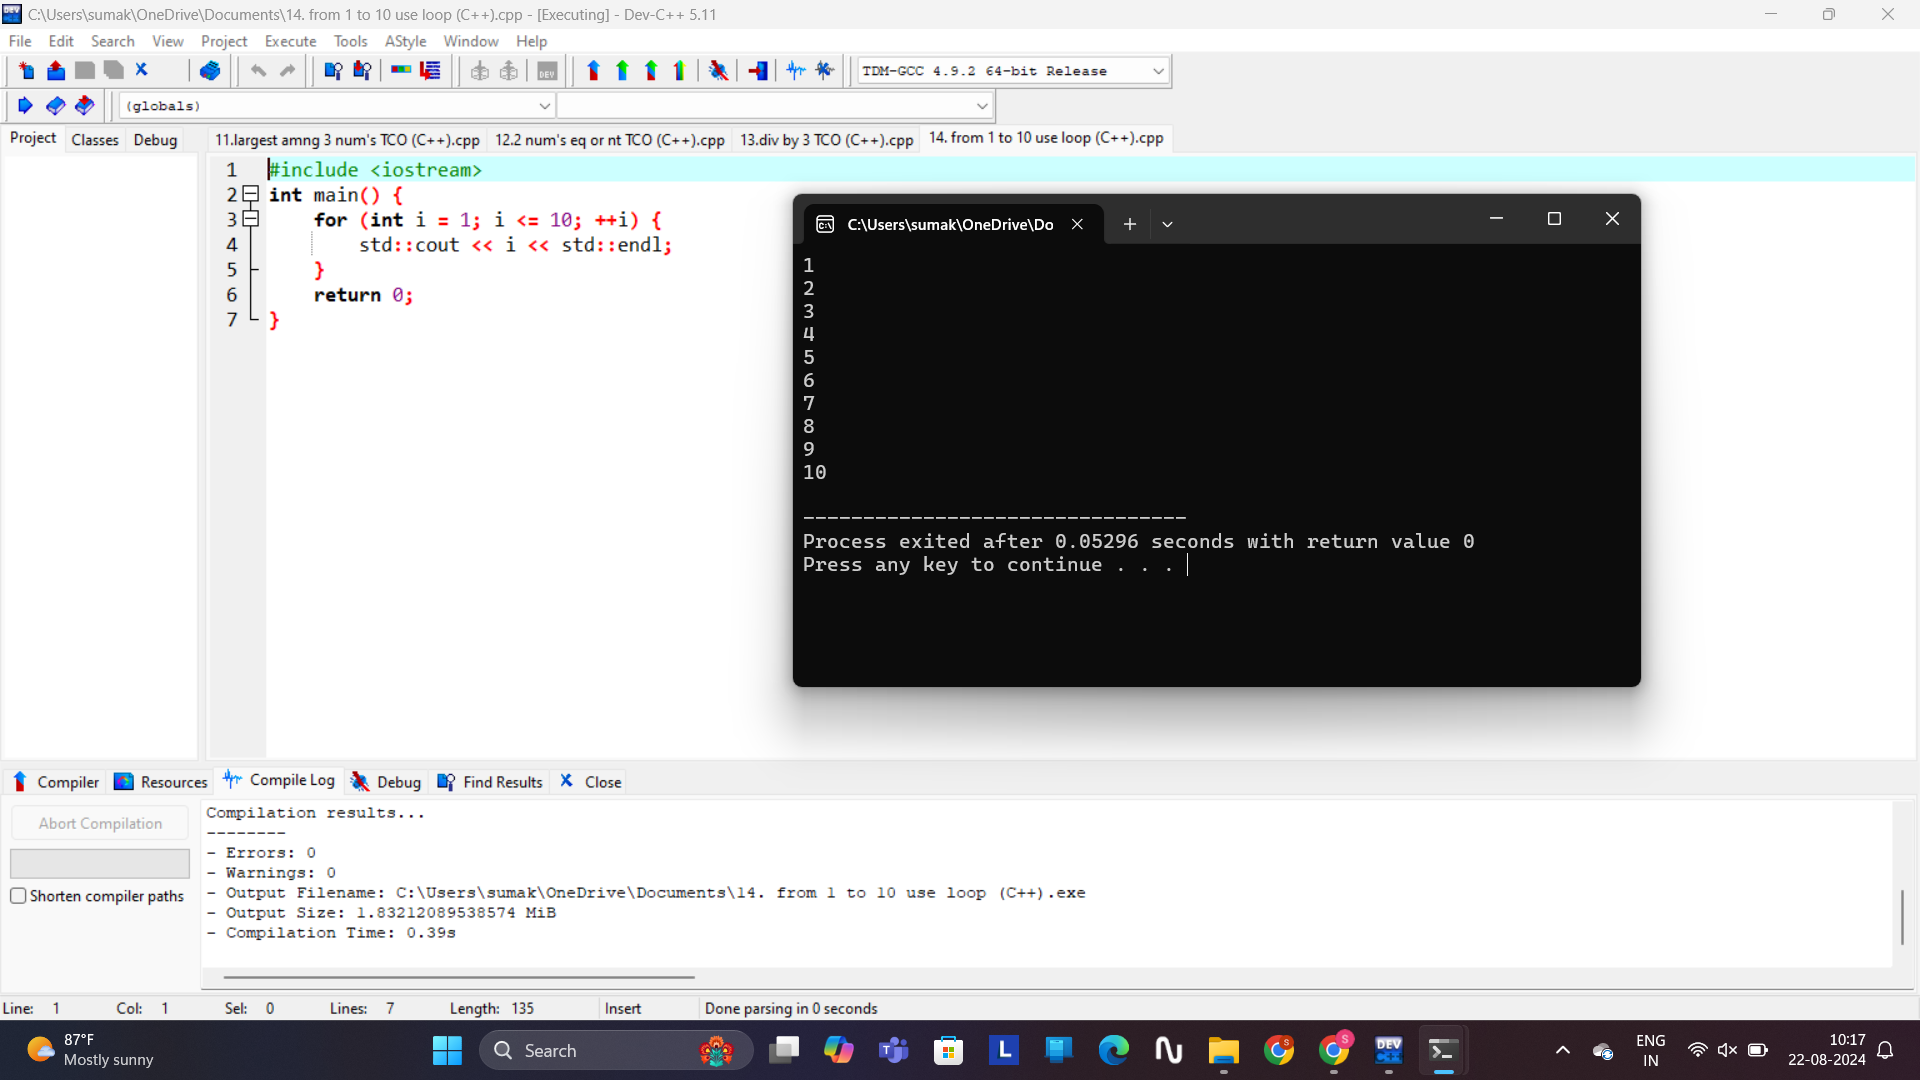 C:\Users\sumak\OneDrive\Documents\14. from 1 to 10 use loop (C++).cpp - [Executing] - Dev-C++ 5.11
File Edit Search View Project Execute Tools AStyle Window Help
TDM-GCC 4.9.2 64-bit Release
(globals)
Project Classes Debug
11.largest amng 3 num's TCO (C++).cpp 12.2 num's eq or nt TCO (C++).cpp 13.div by 3 TCO (C++).cpp 14. from 1 to 10 use loop (C++).cpp
1 #include <iostream>
2 int main() {
3 for (int i = 1; i <= 10; ++i) {
4 std::cout << i << std::endl;
5 }
6 return 0;
7 }
C:\Users\sumak\OneDrive\Do
1
2
3
4
5
6
7
8
9
10
--------------------------------
Process exited after 0.05296 seconds with return value 0
Press any key to continue . . .
Compiler Resources Compile Log Debug Find Results Close
Abort Compilation
Shorten compiler paths
Compilation results...
--------
- Errors: 0
- Warnings: 0
- Output Filename: C:\Users\sumak\OneDrive\Documents\14. from 1 to 10 use loop (C++).exe
- Output Size: 1.83212089538574 MiB
- Compilation Time: 0.39s
Line: 1 Col: 1 Sel: 0 Lines: 7 Length: 135 Insert Done parsing in 0 seconds
87°F
Mostly sunny
Search
L
DEV
C++
ENG
IN
10:17
22-08-2024